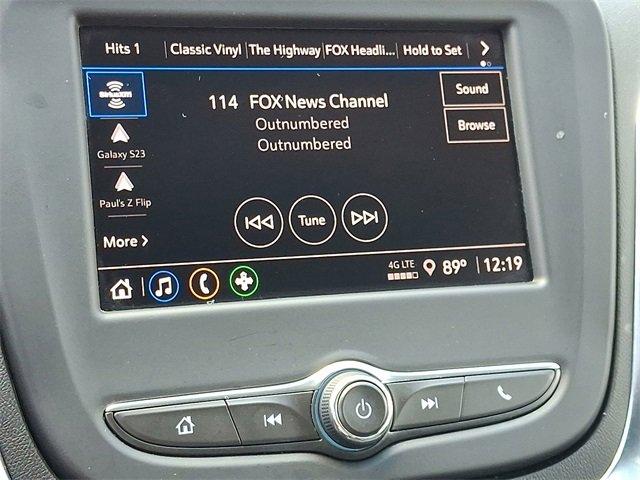 Hits 1 Classic Vinyl The Highway FOX Headli... Hold to Set
SiriusXM
114 FOX News Channel
Outnumbered
Outnumbered
Sound
Browse
Galaxy S23
Paul's Z Flip
More
Tune
4G LTE 89° 12:19